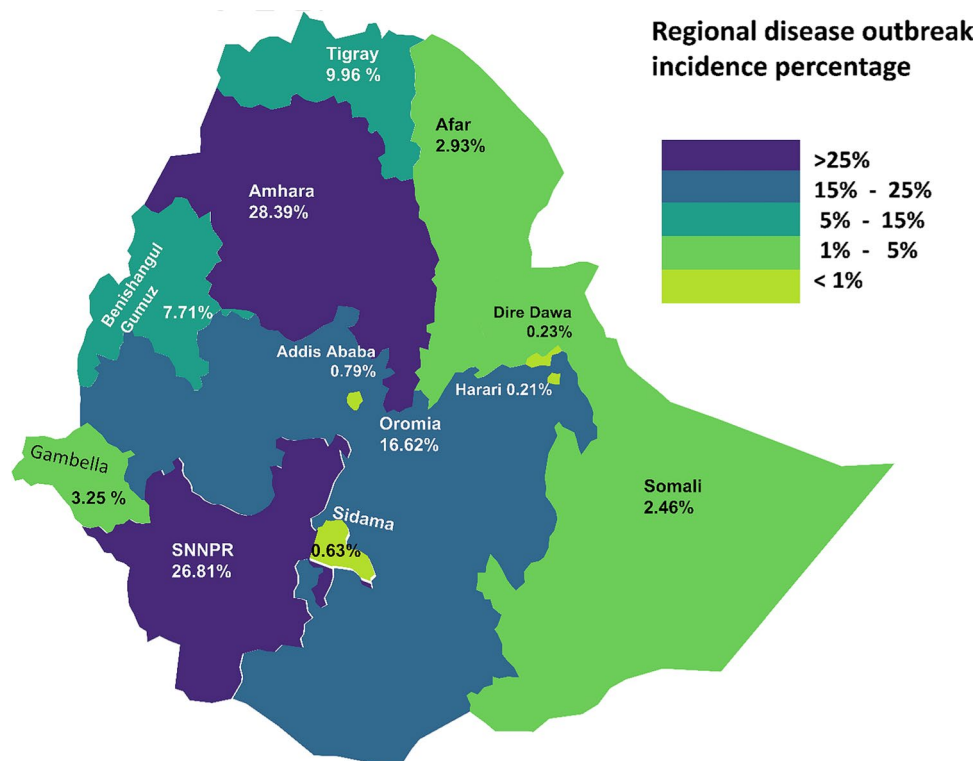 Regional disease outbreak
incidence percentage
>25%
15% - 25%
5% - 15%
1% - 5%
< 1%
Tigray
9.96 %
Afar
2.93%
Amhara
28.39%
Benishangul
Gumuz
7.71%
Dire Dawa
0.23%
Addis Ababa
0.79%
Harari 0.21%
Oromia
16.62%
Gambella
3.25 %
Somali
2.46%
Sidama
0.63%
SNNPR
26.81%